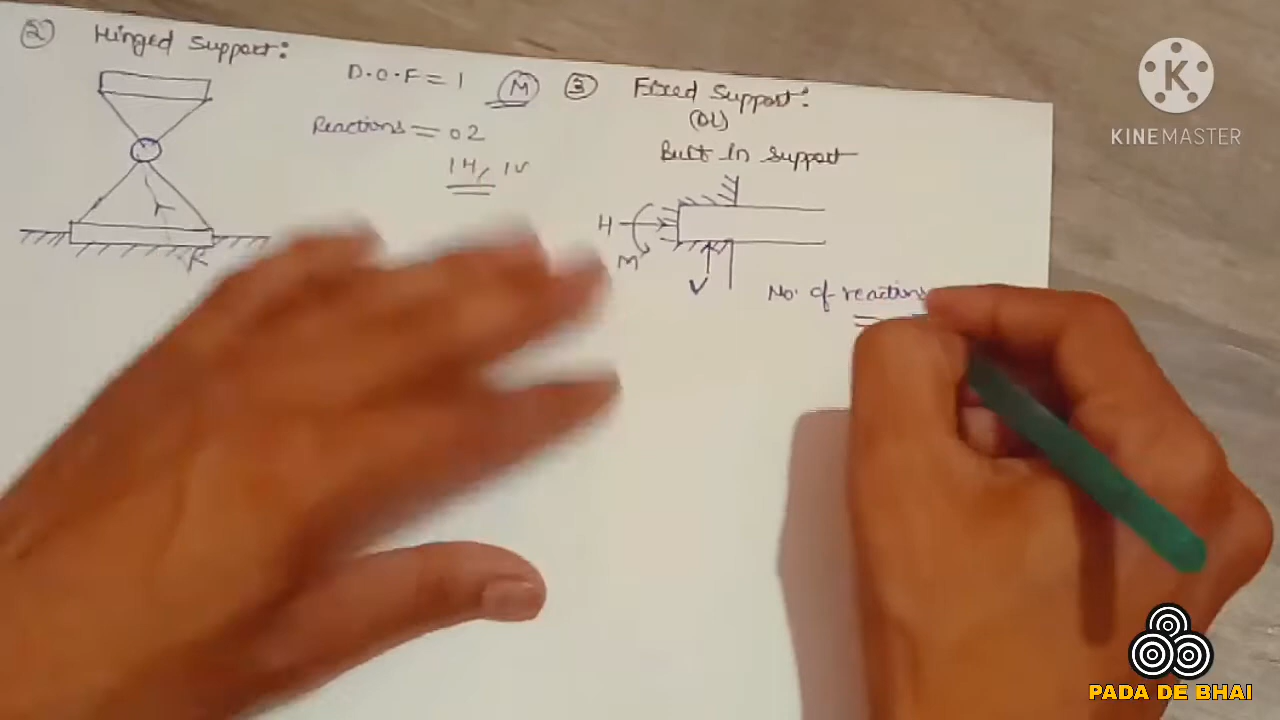 ② Hinged Support:
D.O.F = 1 (M)
Reactions = 02
1H, 1V
R
③ Fixed Support:
(OR)
Built In Support
H
M
V
No. of reactions
K
KINEMASTER
PADA DE BHAI